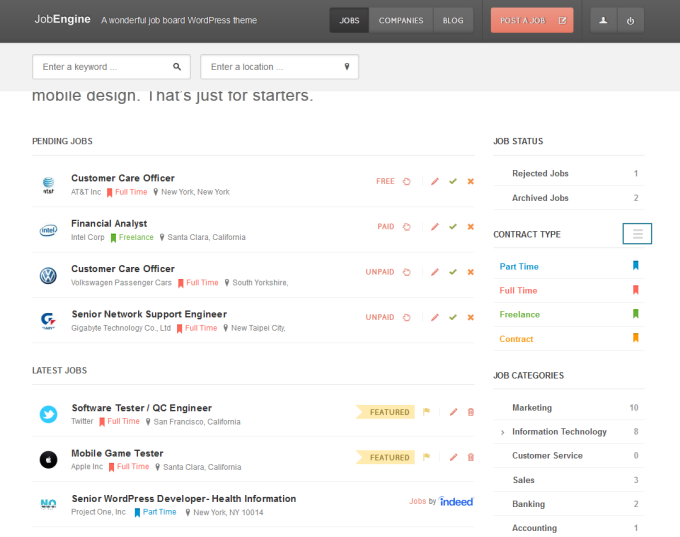 JobEngine A wonderful job board WordPress theme JOBS COMPANIES BLOG POST A JOB
Enter a keyword ... Enter a location ...
mobile design. That's just for starters.
PENDING JOBS
Customer Care Officer FREE
at&t
AT&T Inc Full Time New York, New York
Financial Analyst PAID
intel
Intel Corp Freelance Santa Clara, California
Customer Care Officer UNPAID
Volkswagen Passenger Cars Full Time South Yorkshire,
Senior Network Support Engineer UNPAID
Gigabyte Technology Co., Ltd Full Time New Taipei City,
LATEST JOBS
Software Tester / QC Engineer FEATURED
Twitter Full Time San Francisco, California
Mobile Game Tester FEATURED
Apple Inc Full Time Santa Clara, California
Senior WordPress Developer- Health Information Jobs by indeed
Project One, Inc Part Time New York, NY 10014
JOB STATUS
Rejected Jobs 1
Archived Jobs 2
CONTRACT TYPE
Part Time
Full Time
Freelance
Contract
JOB CATEGORIES
Marketing 10
Information Technology 8
Customer Service 0
Sales 3
Banking 2
Accounting 1